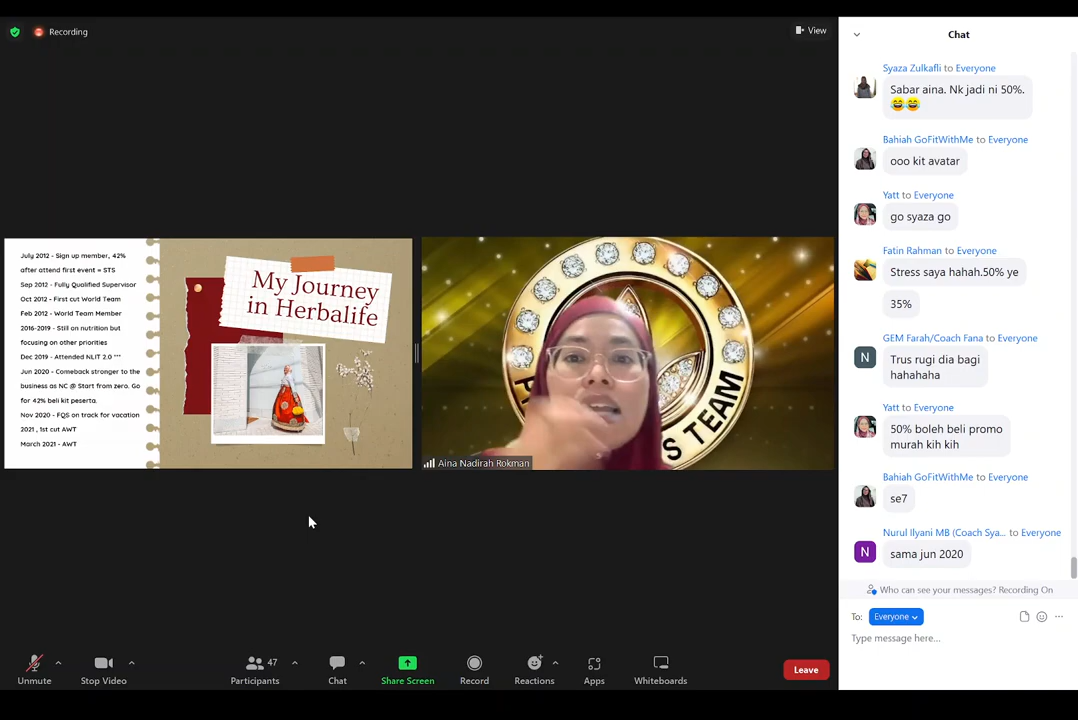 Recording
View
July 2012 - Sign up member, 42%
after attend first event = STS
Sep 2012 - Fully Qualified Supervisor
Oct 2012 - First cut World Team
Feb 2012 - World Team Member
2016-2019 - Still on nutrition but
focusing on other priorities
Dec 2019 - Attended NLIT 2.0 ***
Jun 2020 - Comeback stronger to the
business as NC @ Start from zero. Go
for 42% beli kit peserta.
Nov 2020 - FQS on track for vacation
2021 , 1st cut AWT
March 2021 - AWT
My Journey
in Herbalife
S TEAM
Aina Nadirah Rokman
Chat
Syaza Zulkafli to Everyone
Sabar aina. Nk jadi ni 50%.
😂😂
Bahiah GoFitWithMe to Everyone
ooo kit avatar
Yatt to Everyone
go syaza go
Fatin Rahman to Everyone
Stress saya hahah.50% ye
35%
GEM Farah/Coach Fana to Everyone
N
Trus rugi dia bagi
hahahaha
Yatt to Everyone
50% boleh beli promo
murah kih kih
Bahiah GoFitWithMe to Everyone
se7
Nurul Ilyani MB (Coach Sya... to Everyone
N
sama jun 2020
Who can see your messages? Recording On
To: Everyone
Type message here...
Unmute
Stop Video
47
Participants
Chat
Share Screen
Record
Reactions
Apps
Whiteboards
Leave